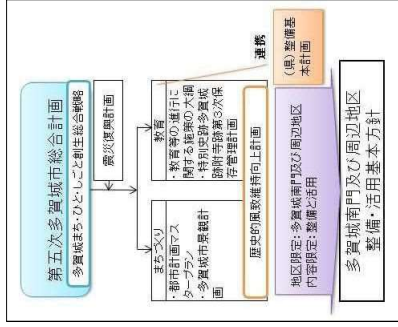 第五次多賀城市総合計画
多賀城まち・ひと・しごと創生総合戦略
震災復興計画
まちづくり
・都市計画マス
タープラン
・多賀城市景観計
画
教育
・教育等の進行に
関する施策の大綱
・特別史跡多賀城
跡附寺跡第3次保
存管理計画
歴史的風致維持向上計画
連携
(県)整備基
本計画
地区限定:多賀城南門及び周辺地区
内容限定:整備と活用
多賀城南門及び周辺地区
整備・活用基本方針